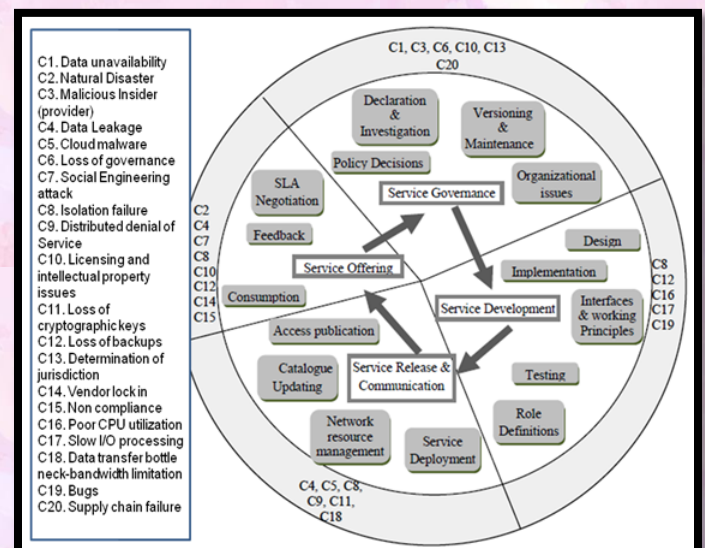 C1. Data unavailability
C2. Natural Disaster
C3. Malicious Insider
(provider)
C4. Data Leakage
C5. Cloud malware
C6. Loss of governance
C7. Social Engineering
attack
C8. Isolation failure
C9. Distributed denial of
Service
C10. Licensing and
intellectual property
issues
C11. Loss of
cryptographic keys
C12. Loss of backups
C13. Determination of
jurisdiction
C14. Vendor lock in
C15. Non compliance
C16. Poor CPU utilization
C17. Slow I/O processing
C18. Data transfer bottle
neck-bandwidth limitation
C19. Bugs
C20. Supply chain failure
C1, C3, C6, C10, C13
C20
Declaration
&
Investigation
Versioning
&
Maintenance
Policy Decisions
Organizational
issues
Service Governance
SLA
Negotiation
Feedback
Service Offering
Consumption
C2
C4
C7
C8
C10
C12
C14
C15
Design
Implementation
Interfaces
& working
Principles
Service Development
Testing
Role
Definitions
C8
C12
C16
C17
C19
Access publication
Service Release &
Communication
Catalogue
Updating
Network
resource
management
Service
Deployment
C4, C5, C8,
C9, C11,
C18